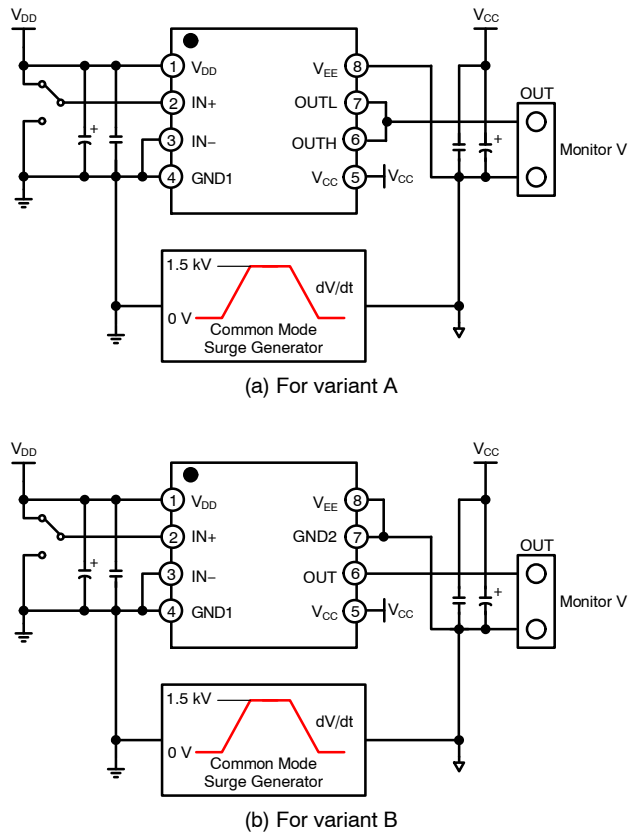 VDD
VCC
1 VDD
VEE 8
OUT
2 IN+
OUTL 7
+
+
Monitor V
3 IN−
OUTH 6
4 GND1
VCC 5 VCC
1.5 kV
dV/dt
0 V
Common Mode
Surge Generator
(a) For variant A
VDD
VCC
1 VDD
VEE 8
2 IN+
GND2 7
OUT
+
3 IN−
OUT 6
+
Monitor V
4 GND1
VCC 5 VCC
1.5 kV
dV/dt
0 V
Common Mode
Surge Generator
(b) For variant B